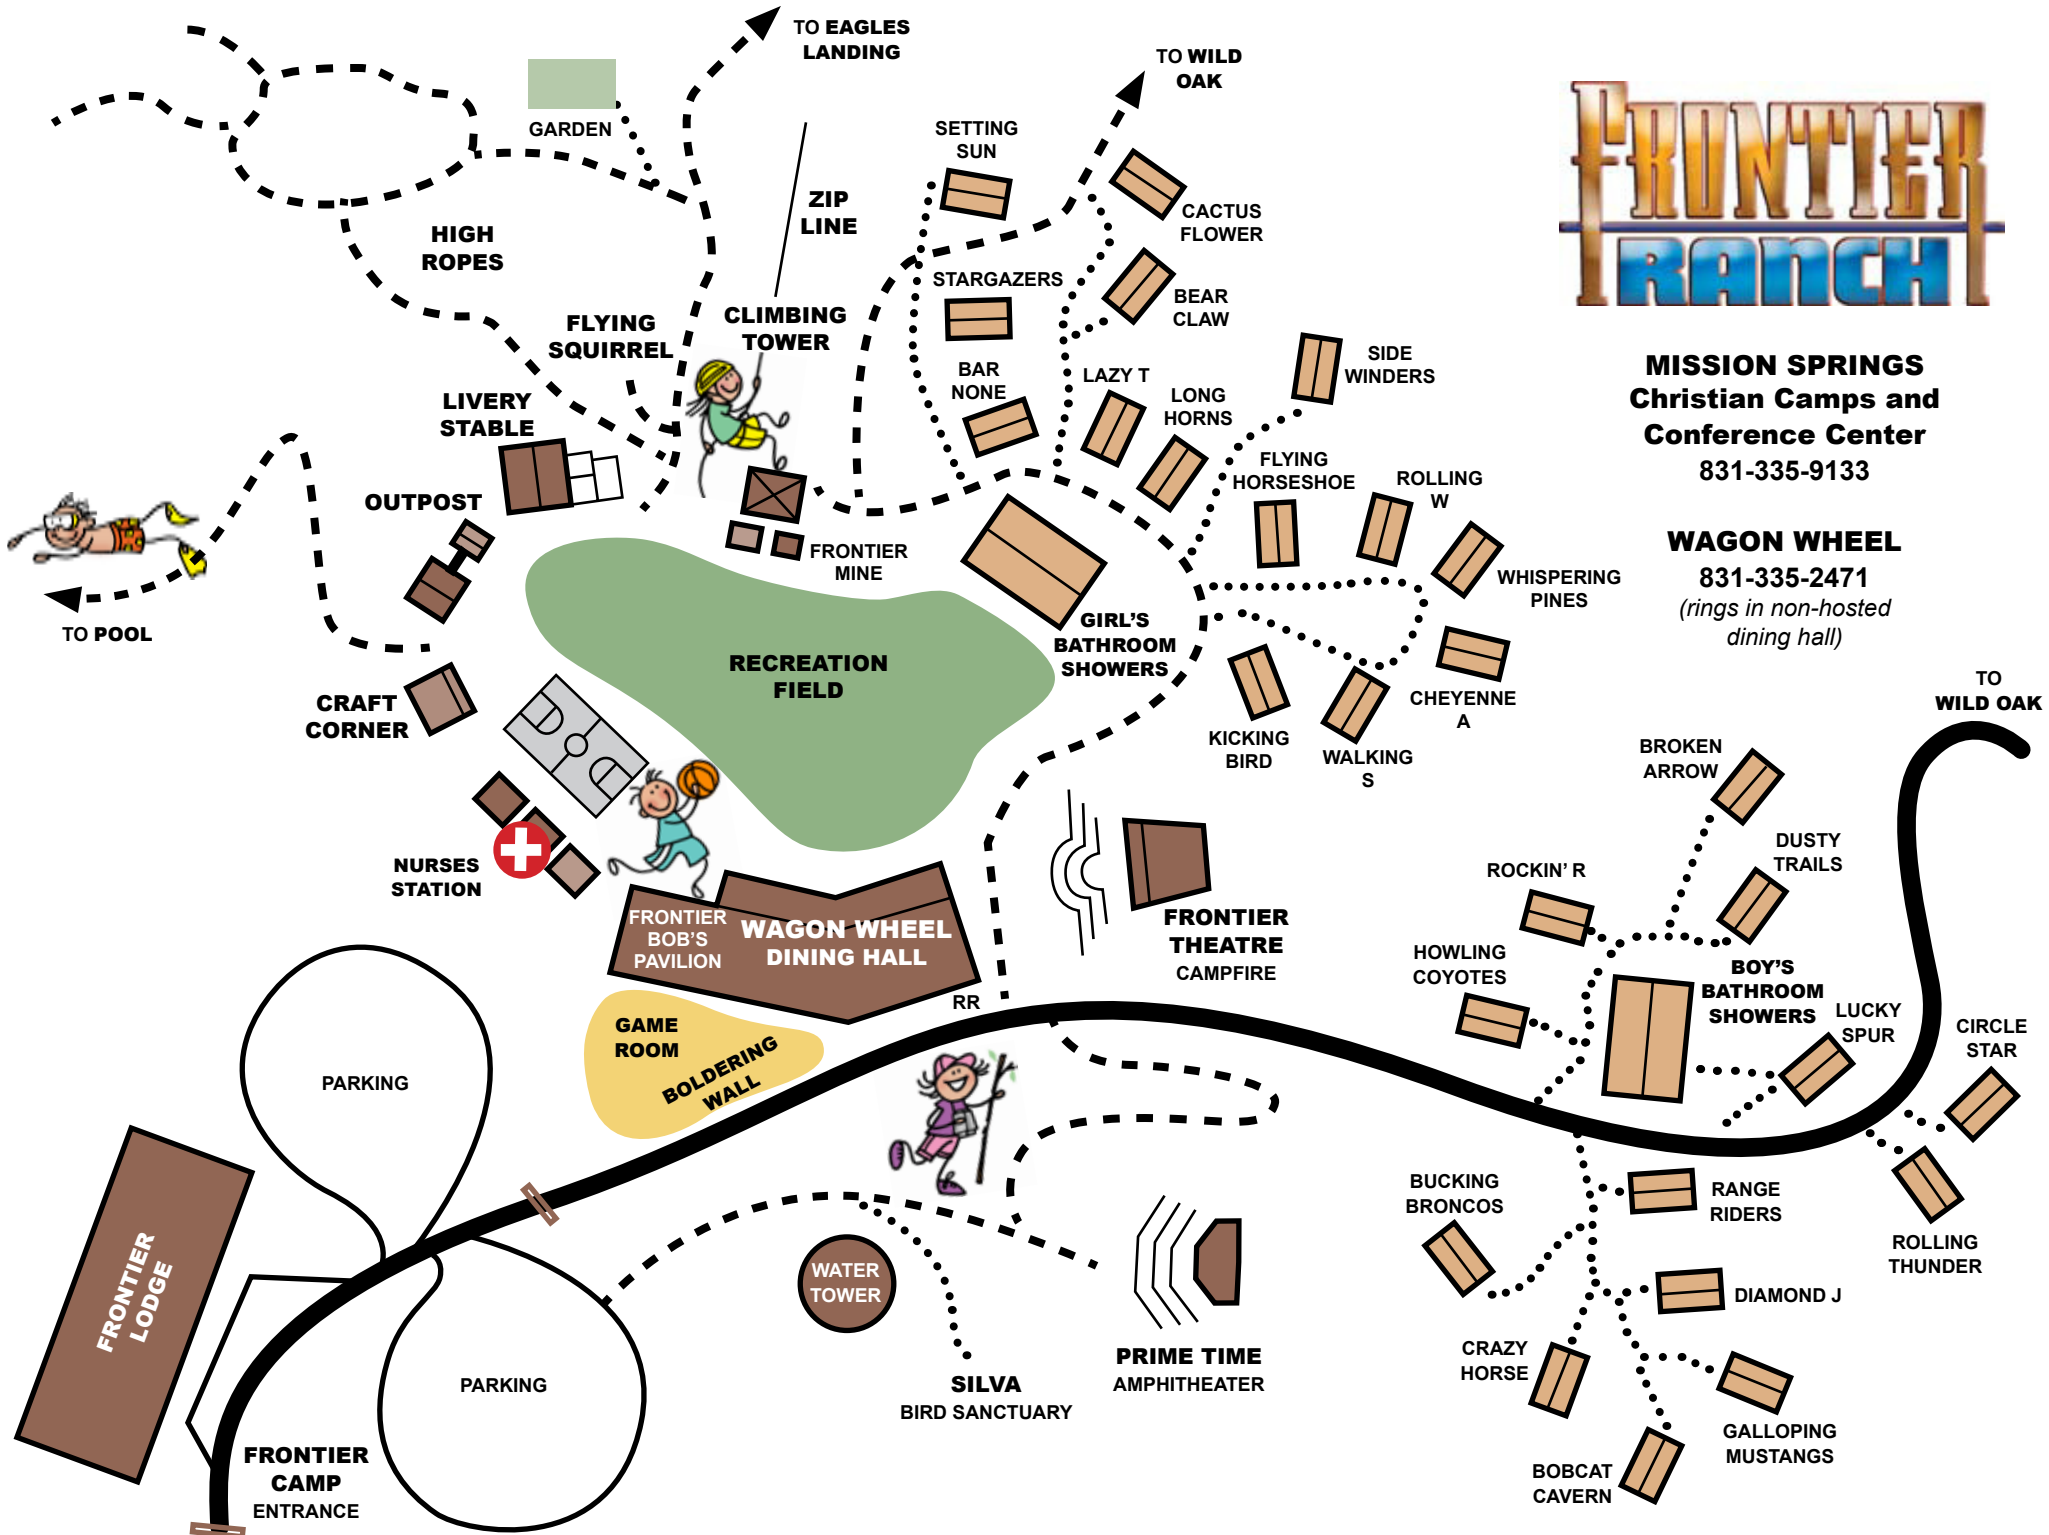 TO EAGLES
LANDING
TO WILD
OAK
GARDEN
SETTING
SUN
FRONTIER
RANCH
ZIP
LINE
CACTUS
FLOWER
HIGH
ROPES
STARGAZERS
BEAR
CLAW
FLYING
SQUIRREL
CLIMBING
TOWER
SIDE
WINDERS
MISSION SPRINGS
Christian Camps and
Conference Center
831-335-9133
BAR
NONE
LAZY T
LONG
HORNS
LIVERY
STABLE
FLYING
HORSESHOE
ROLLING
W
OUTPOST
FRONTIER
MINE
WAGON WHEEL
831-335-2471
(rings in non-hosted
dining hall)
WHISPERING
PINES
TO POOL
GIRL'S
BATHROOM
SHOWERS
RECREATION
FIELD
CRAFT
CORNER
CHEYENNE
A
KICKING
BIRD
WALKING
S
TO
WILD OAK
BROKEN
ARROW
DUSTY
TRAILS
NURSES
STATION
ROCKIN' R
FRONTIER
BOB'S
PAVILION
WAGON WHEEL
DINING HALL
FRONTIER
THEATRE
CAMPFIRE
HOWLING
COYOTES
BOY'S
BATHROOM
SHOWERS
RR
LUCKY
SPUR
CIRCLE
STAR
GAME
ROOM
BOLDERING
WALL
PARKING
BUCKING
BRONCOS
RANGE
RIDERS
ROLLING
THUNDER
FRONTIER
LODGE
WATER
TOWER
DIAMOND J
PRIME TIME
AMPHITHEATER
CRAZY
HORSE
PARKING
SILVA
BIRD SANCTUARY
GALLOPING
MUSTANGS
FRONTIER
CAMP
ENTRANCE
BOBCAT
CAVERN